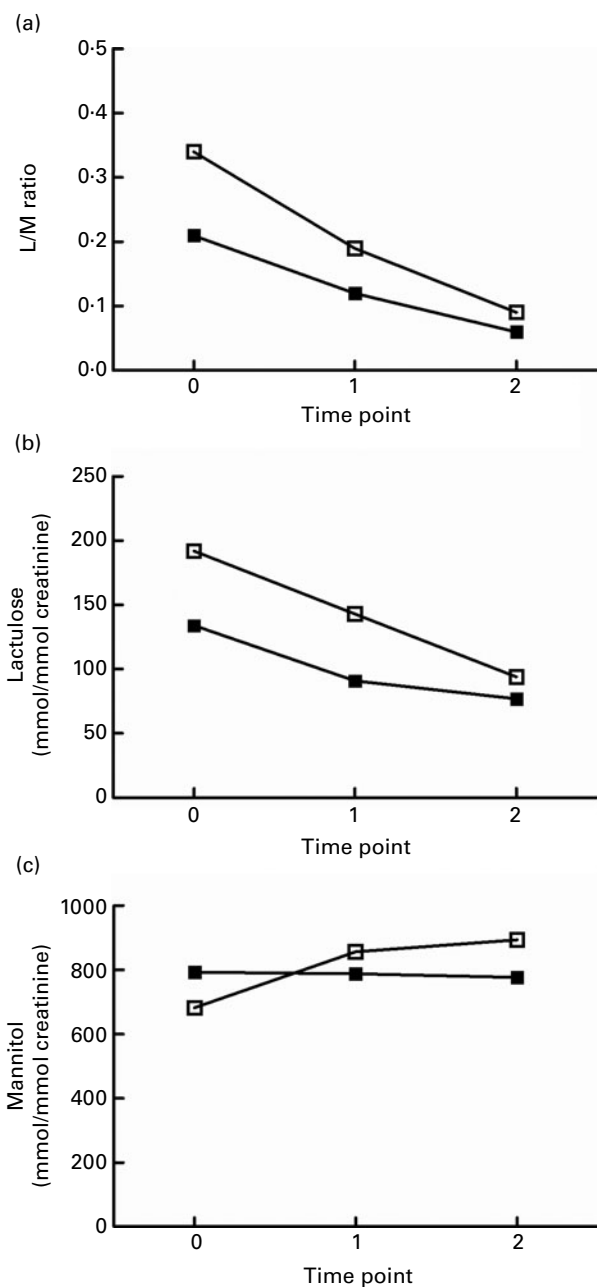 (a)
0·5
0·4
0·3
0·2
0·1
0·0
L/M ratio
0 1 2
Time point
(b)
250
200
150
100
50
0
Lactulose
(mmol/mmol creatinine)
0 1 2
Time point
(c)
1000
800
600
400
200
0
Mannitol
(mmol/mmol creatinine)
0 1 2
Time point